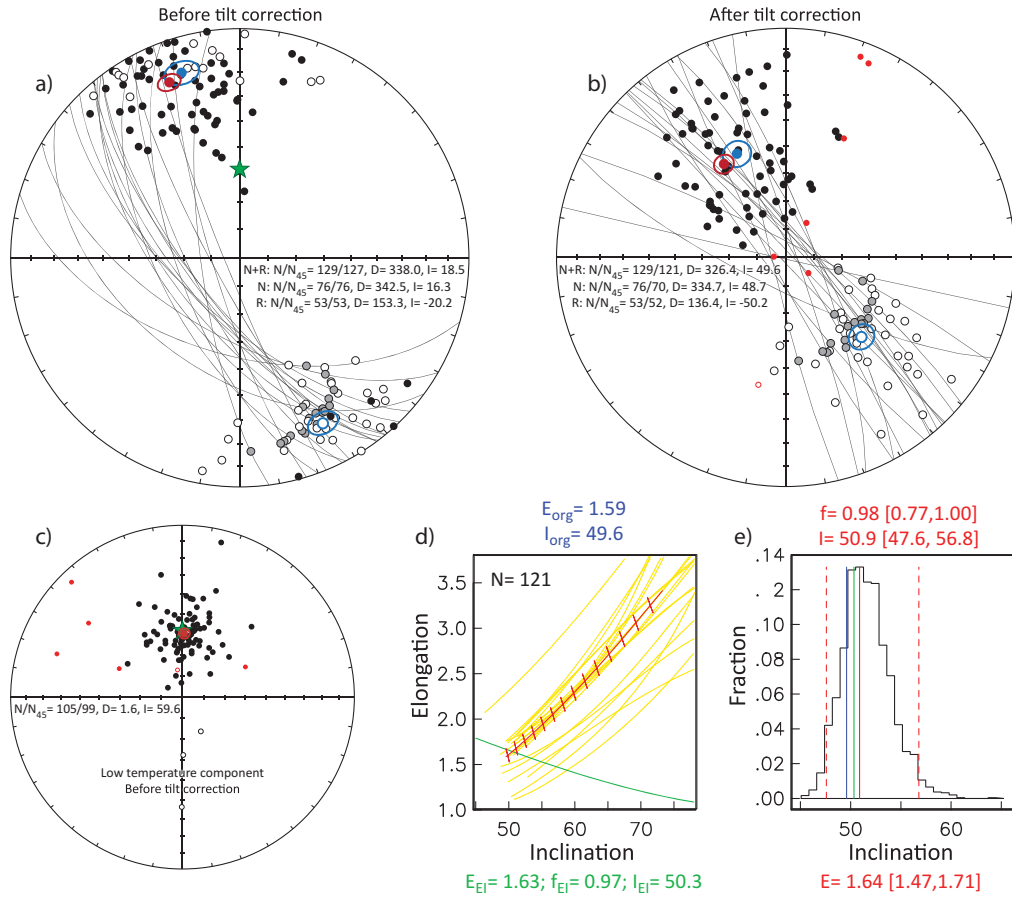 Before tilt correction
After tilt correction
a)
b)
N+R: N/N45= 129/127, D= 338.0, I= 18.5
N: N/N45= 76/76, D= 342.5, I= 16.3
R: N/N45= 53/53, D= 153.3, I= -20.2
N+R: N/N45= 129/121, D= 326.4, I= 49.6
N: N/N45= 76/70, D= 334.7, I= 48.7
R: N/N45= 53/52, D= 136.4, I= -50.2
c)
N/N45= 105/99, D= 1.6, I= 59.6
Low temperature component
Before tilt correction
d)
Eorg= 1.59
Iorg= 49.6
N= 121
Elongation
3.5
3.0
2.5
2.0
1.5
1.0
50
60
70
Inclination
EEI= 1.63; fEI= 0.97; IEI= 50.3
e)
f= 0.98 [0.77,1.00]
I= 50.9 [47.6, 56.8]
Fraction
.14
. 2
.12
.04
.06
.12
.00
50
60
Inclination
E= 1.64 [1.47,1.71]